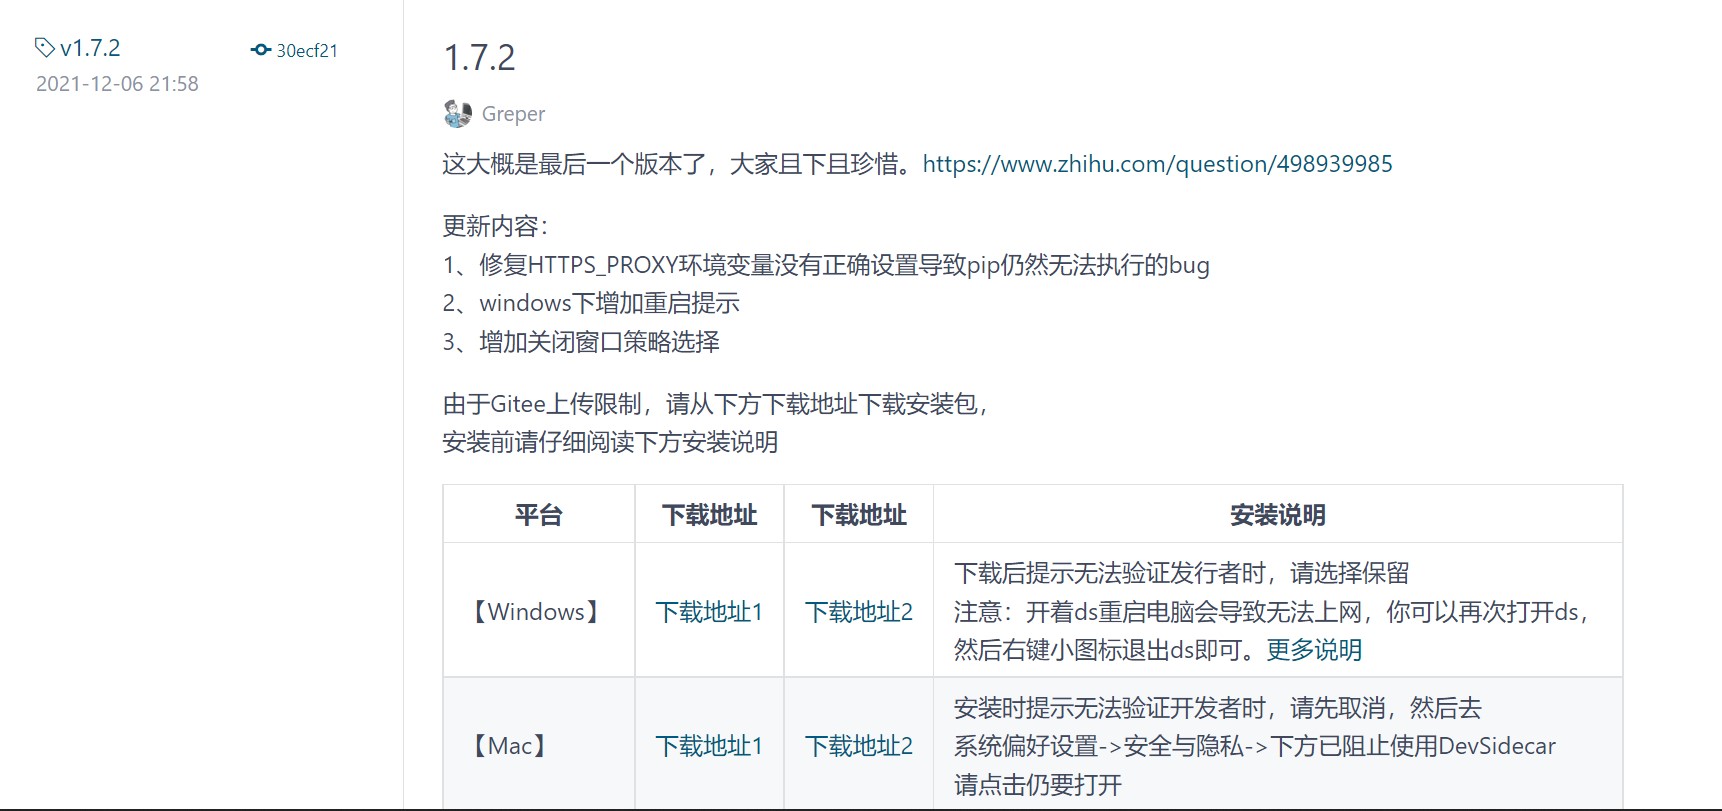 v1.7.2
30ecf21
2021-12-06 21:58
1.7.2
Greper
这大概是最后一个版本了，大家且下且珍惜。https://www.zhihu.com/question/498939985
更新内容：
1、修复HTTPS_PROXY环境变量没有正确设置导致pip仍然无法执行的bug
2、windows下增加重启提示
3、增加关闭窗口策略选择
由于Gitee上传限制，请从下方下载地址下载安装包，
安装前请仔细阅读下方安装说明
平台 下载地址 下载地址 安装说明
【Windows】 下载地址1 下载地址2
下载后提示无法验证发行者时，请选择保留
注意：开着ds重启电脑会导致无法上网，你可以再次打开ds，
然后右键小图标退出ds即可。更多说明
【Mac】 下载地址1 下载地址2
安装时提示无法验证开发者时，请先取消，然后去
系统偏好设置->安全与隐私->下方已阻止使用DevSidecar
请点击仍要打开